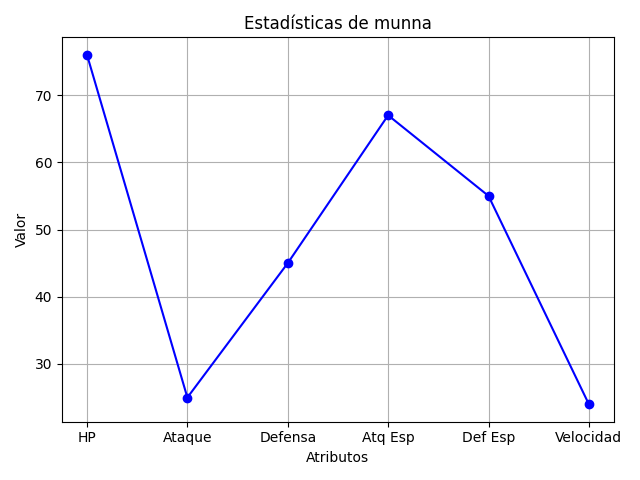 Estadísticas de munna
Valor
70
60
50
40
30
HP Ataque Defensa Atq Esp Def Esp Velocidad
Atributos